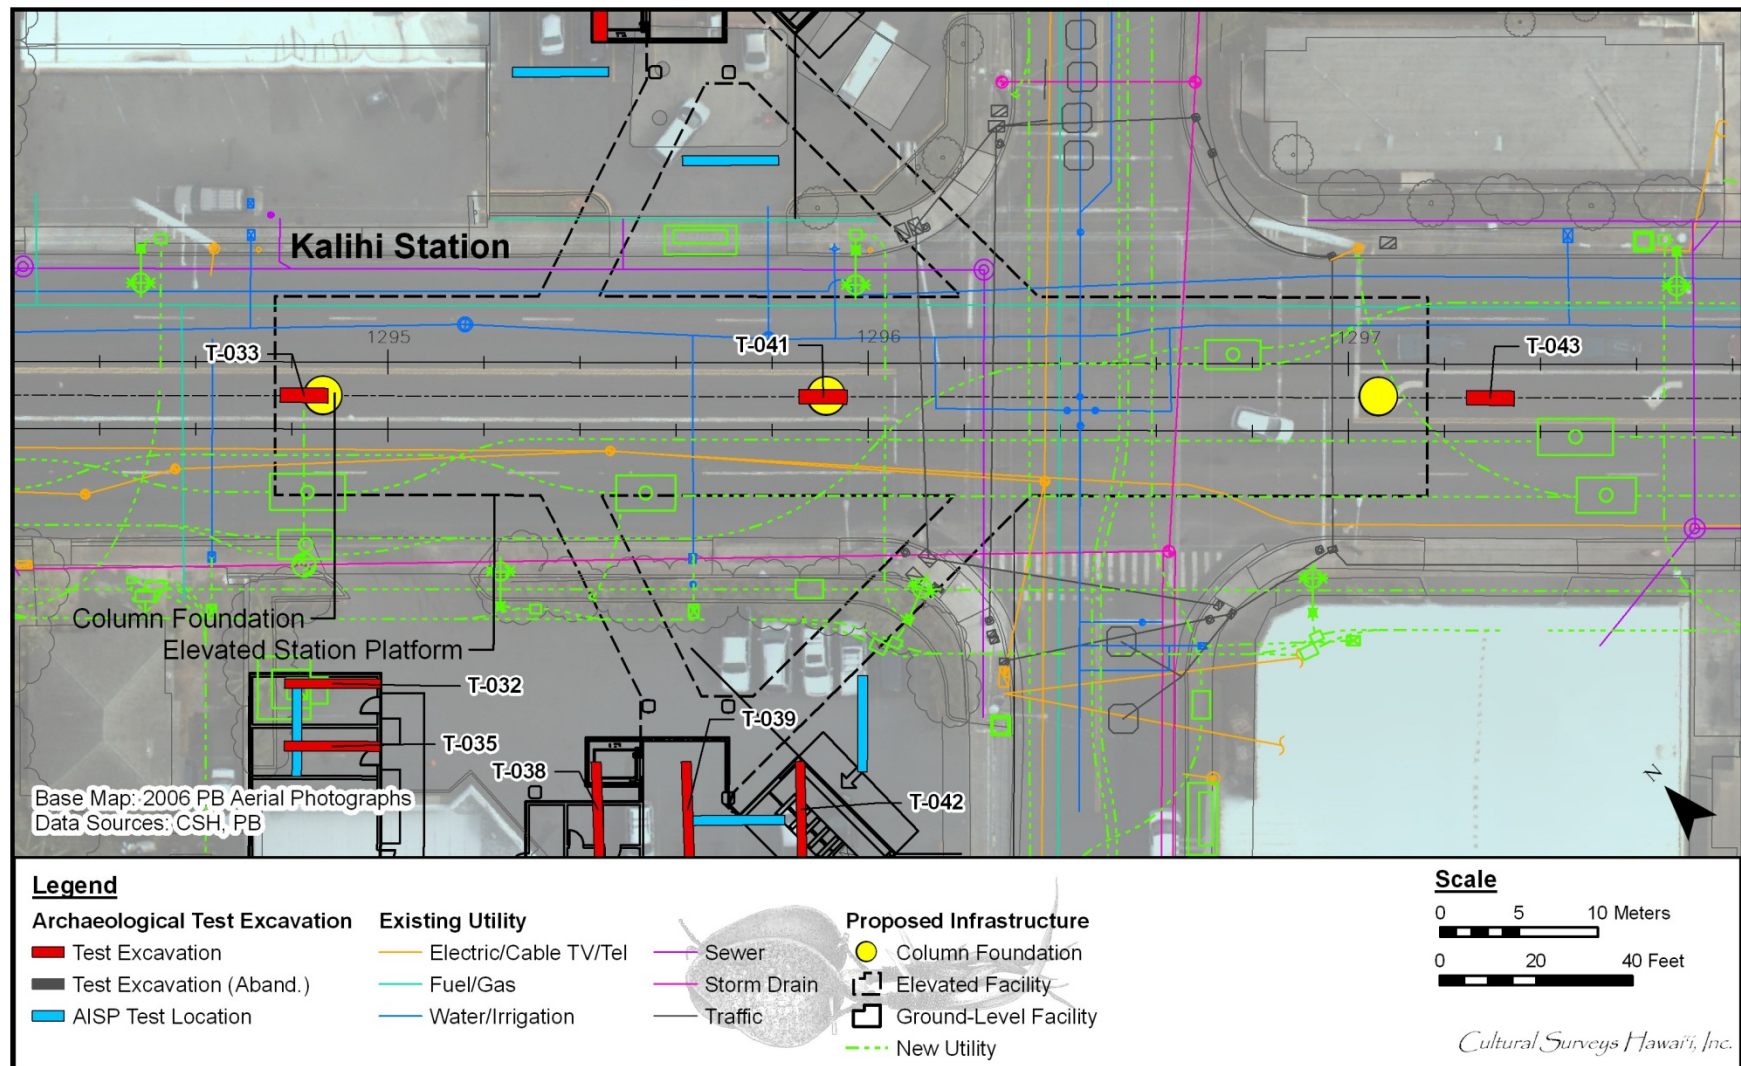 Kalihi Station
1295
1296
1297
T-033
T-041
T-043
Column Foundation
Elevated Station Platform
T-032
T-039
T-035
T-038
T-042
N
Base Map: 2006 PB Aerial Photographs
Data Sources: CSH, PB
Legend
Archaeological Test Excavation
Test Excavation
Test Excavation (Aband.)
AISP Test Location
Existing Utility
Electric/Cable TV/Tel
Fuel/Gas
Water/Irrigation
Sewer
Storm Drain
Traffic
Proposed Infrastructure
Column Foundation
Elevated Facility
Ground-Level Facility
New Utility
Scale
0 5 10 Meters
0 20 40 Feet
Cultural Surveys Hawai'i, Inc.